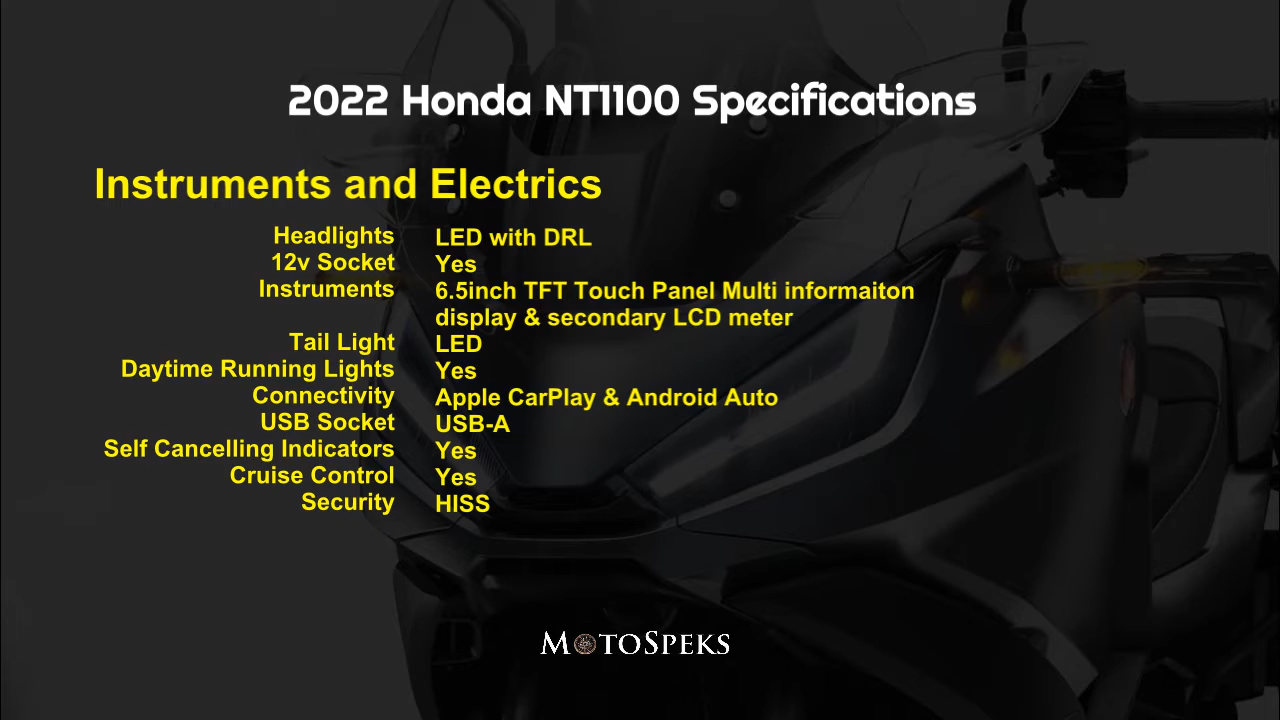 2022 Honda NT1100 Specifications
Instruments and Electrics
Headlights LED with DRL
12v Socket Yes
Instruments 6.5inch TFT Touch Panel Multi informaiton
display & secondary LCD meter
Tail Light LED
Daytime Running Lights Yes
Connectivity Apple CarPlay & Android Auto
USB Socket USB-A
Self Cancelling Indicators Yes
Cruise Control Yes
Security HISS
MOTOSPEKS